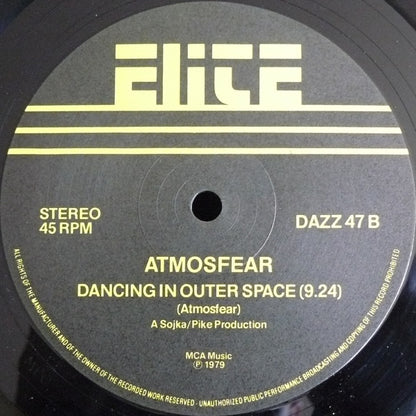 ELITE
STEREO
45 RPM
DAZZ 47 B
ATMOSFEAR
DANCING IN OUTER SPACE (9.24)
(Atmosfear)
A Sojka/Pike Production
MCA Music
℗ 1979
ALL RIGHTS OF THE MANUFACTURER AND OF THE OWNER OF THE RECORDED WORK RESERVED · UNAUTHORIZED PUBLIC PERFORMANCE BROADCASTING AND COPYING OF THIS RECORD PROHIBITED